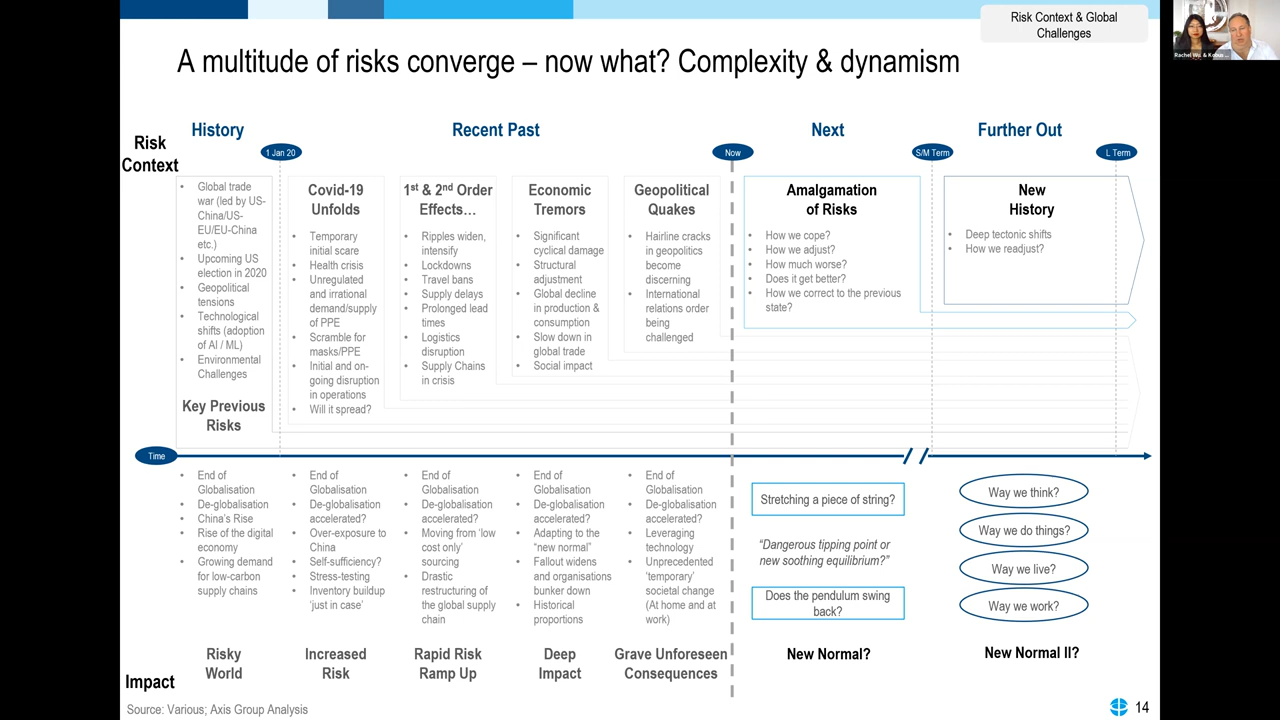 Risk Context & Global
Challenges
Rachel Wu & Kobus ...
A multitude of risks converge – now what? Complexity & dynamism
Risk
Context
History
Recent Past
Next
Further Out
1 Jan 20
Now
S/M Term
L Term
• Global trade
war (led by US-
China/US-
EU/EU-China
etc.)
• Upcoming US
election in 2020
• Geopolitical
tensions
• Technological
shifts (adoption
of AI / ML)
• Environmental
Challenges
Key Previous
Risks
Covid-19
Unfolds
• Temporary
initial scare
• Health crisis
• Unregulated
and irrational
demand/supply
of PPE
• Scramble for
masks/PPE
• Initial and on-
going disruption
in operations
• Will it spread?
1st & 2nd Order
Effects…
• Ripples widen,
intensify
• Lockdowns
• Travel bans
• Supply delays
• Prolonged lead
times
• Logistics
disruption
• Supply Chains
in crisis
Economic
Tremors
• Significant
cyclical damage
• Structural
adjustment
• Global decline
in production &
consumption
• Slow down in
global trade
• Social impact
Geopolitical
Quakes
• Hairline cracks
in geopolitics
become
discerning
• International
relations order
being
challenged
Amalgamation
of Risks
• How we cope?
• How we adjust?
• How much worse?
• Does it get better?
• How we correct to the previous
state?
New
History
• Deep tectonic shifts
• How we readjust?
Time
• End of
Globalisation
• De-globalisation
• China's Rise
• Rise of the digital
economy
• Growing demand
for low-carbon
supply chains
• End of
Globalisation
• De-globalisation
accelerated?
• Over-exposure to
China
• Self-sufficiency?
• Stress-testing
• Inventory buildup
'just in case'
• End of
Globalisation
• De-globalisation
accelerated?
• Moving from 'low
cost only'
sourcing
• Drastic
restructuring of
the global supply
chain
• End of
Globalisation
• De-globalisation
accelerated?
• Adapting to the
"new normal"
• Fallout widens
and organisations
bunker down
• Historical
proportions
• End of
Globalisation
• De-globalisation
accelerated?
• Leveraging
technology
• Unprecedented
'temporary'
societal change
(At home and at
work)
Stretching a piece of string?
"Dangerous tipping point or
new soothing equilibrium?"
Does the pendulum swing
back?
Way we think?
Way we do things?
Way we live?
Way we work?
Impact
Risky
World
Increased
Risk
Rapid Risk
Ramp Up
Deep
Impact
Grave Unforeseen
Consequences
New Normal?
New Normal II?
Source: Various; Axis Group Analysis
14